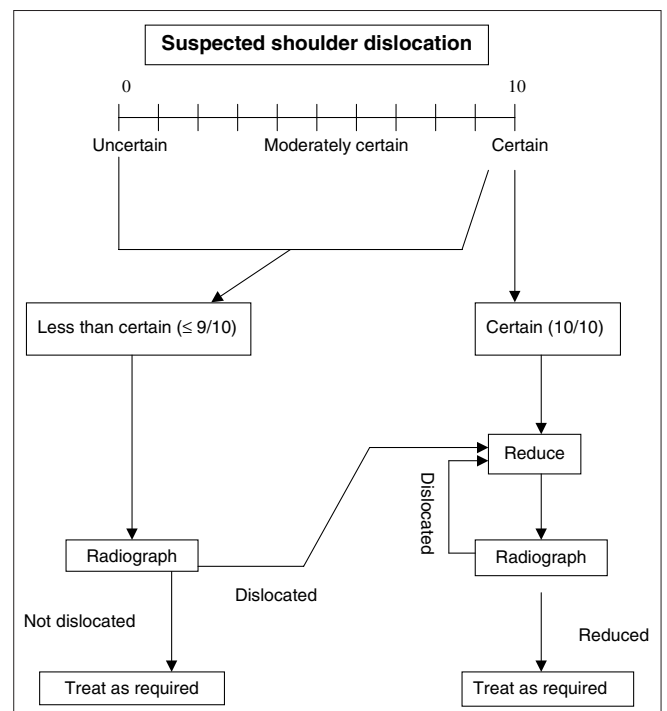 Suspected shoulder dislocation
0 10
Uncertain Moderately certain Certain
Less than certain (≤ 9/10) Certain (10/10)
Reduce
Dislocated
Radiograph Radiograph
Dislocated
Not dislocated Reduced
Treat as required Treat as required